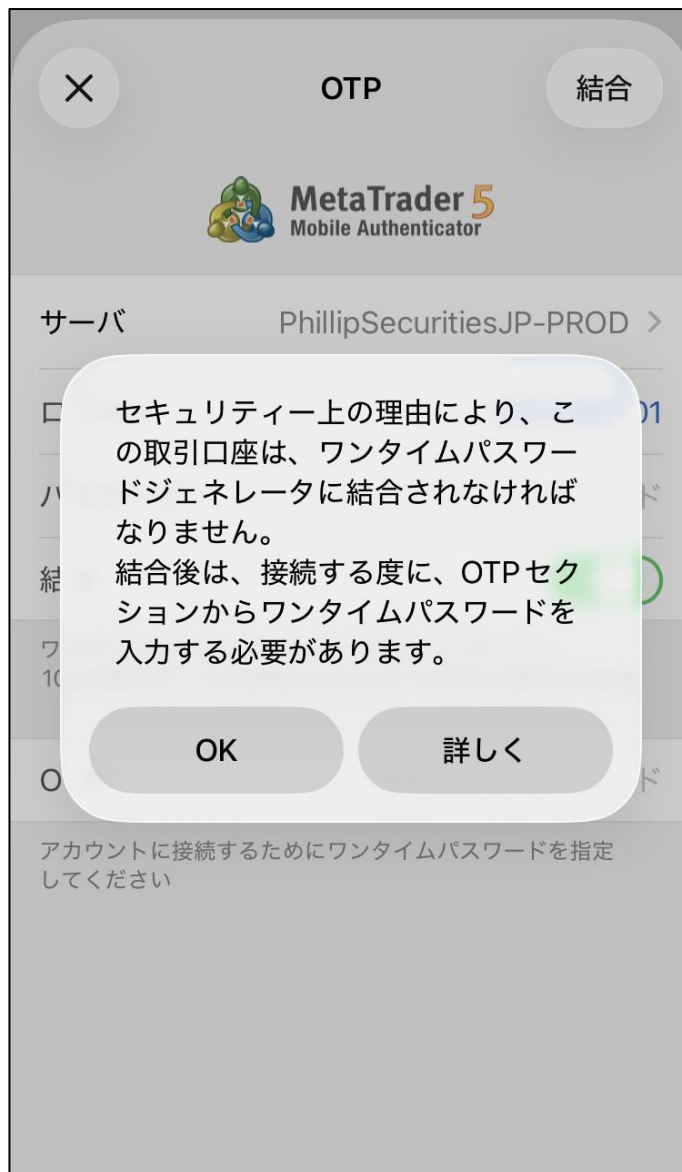 OTP
結合
MetaTrader 5
Mobile Authenticator
サーバ
PhillipSecuritiesJP-PROD
セキュリティー上の理由により、こ
の取引口座は、ワンタイムパスワー
ドジェネレータに結合されなければ
なりません。
結合後は、接続する度に、OTPセク
ションからワンタイムパスワードを
入力する必要があります。
OK
詳しく
アカウントに接続するためにワンタイムパスワードを指定
してください